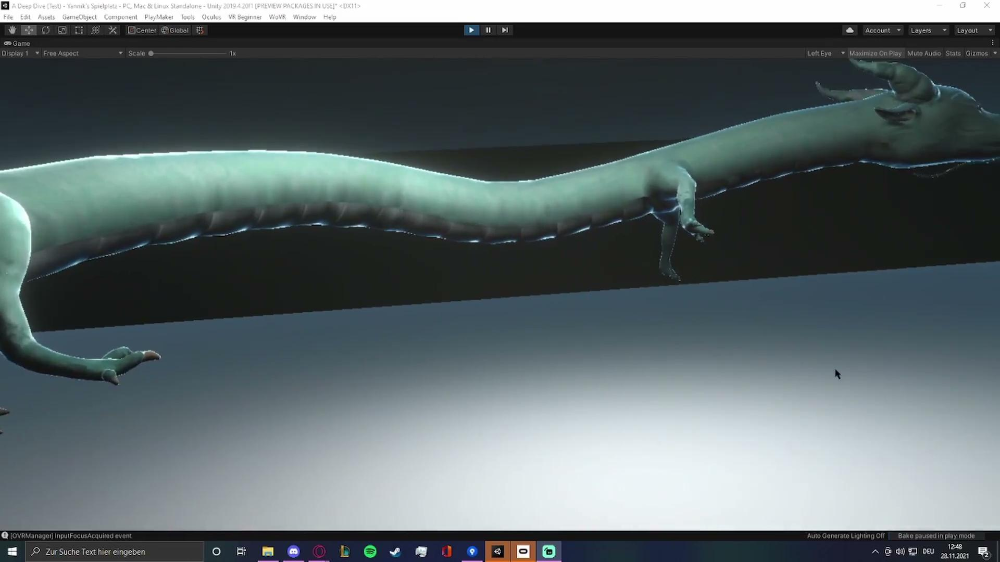 A Deep Dive (Test) - Yannik's Spielplatz - PC, Mac & Linux Standalone - Unity 2019.4.20f1 [PREVIEW PACKAGES IN USE]* <DX11>
File Edit Assets GameObject Component PlayMaker Tools Oculus VR Beginner WoVR Window Help
Center Global Account Layers Layout
Game
Display 1 Free Aspect Scale 1x Left Eye Maximize On Play Mute Audio Stats Gizmos
[OVRManager] InputFocusAcquired event Auto Generate Lighting Off Bake paused in play mode
Zur Suche Text hier eingeben DEU 12:48
28.11.2021 2